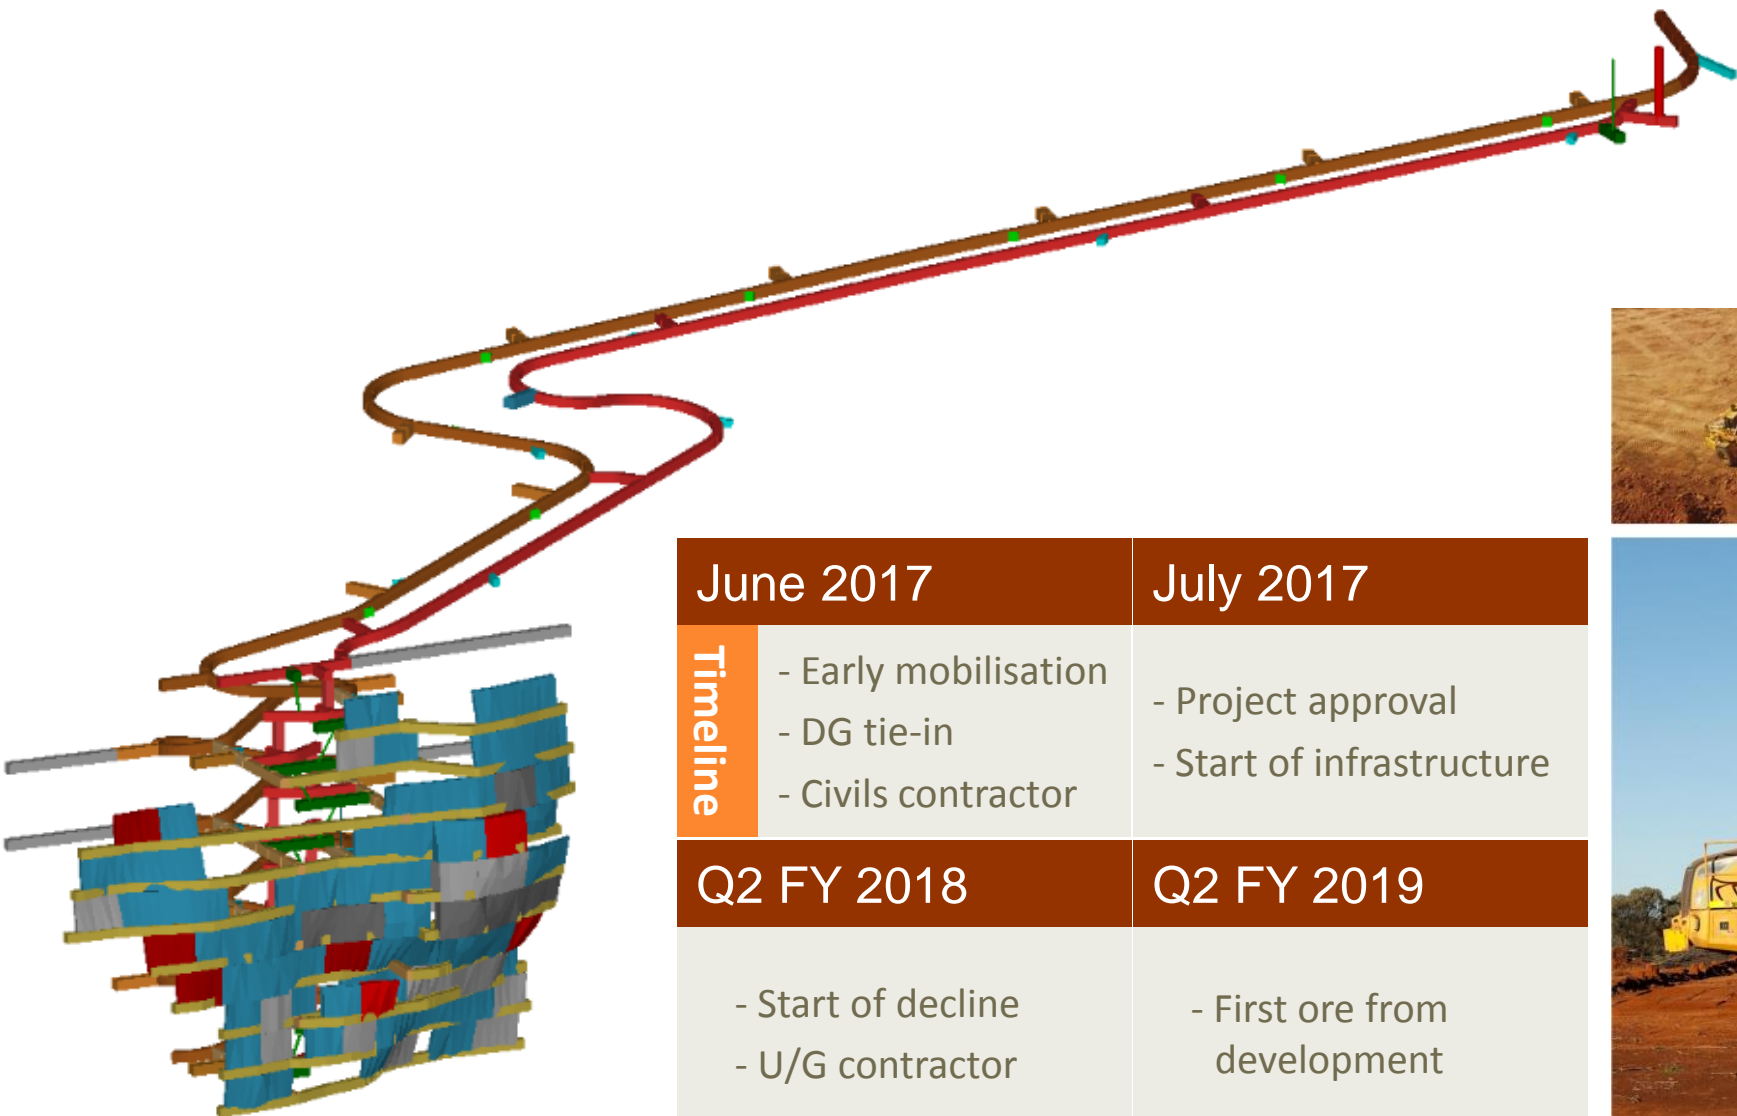 June 2017
July 2017
Timeline
- Early mobilisation
- DG tie-in
- Civils contractor
- Project approval
- Start of infrastructure
Q2 FY 2018
Q2 FY 2019
- Start of decline
- U/G contractor
- First ore from
development